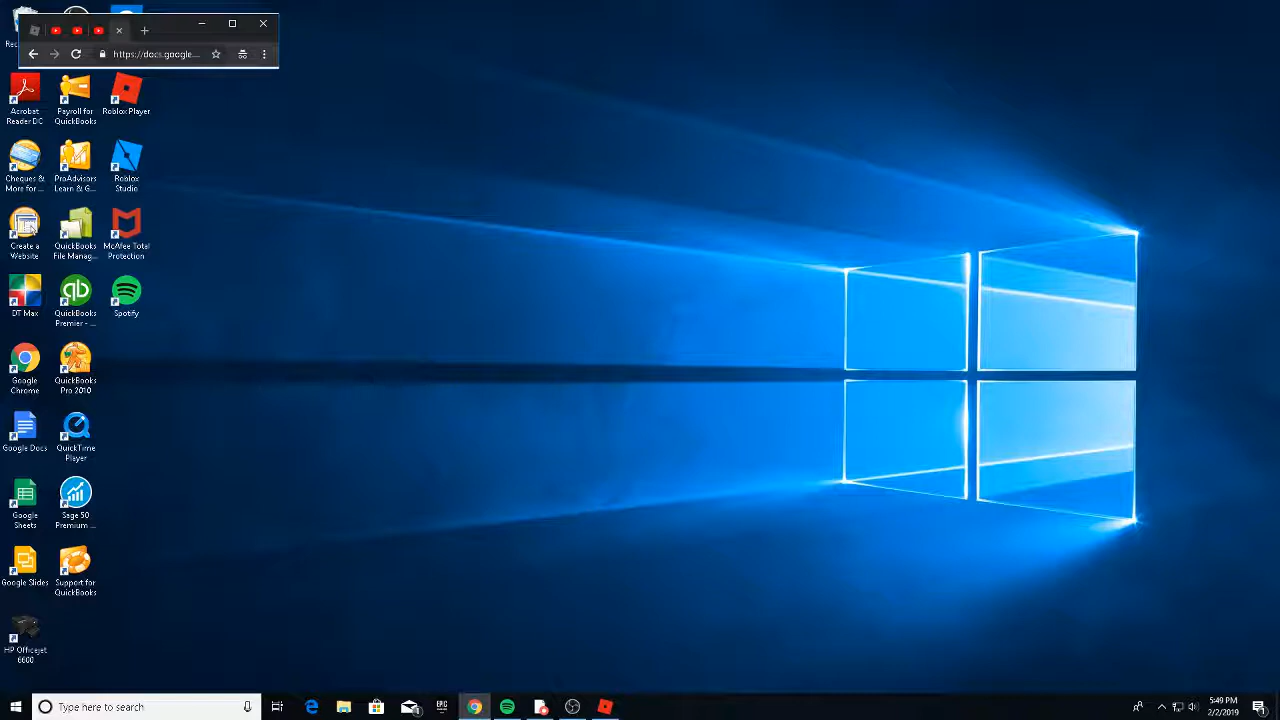 https://docs.google...
Rec
Acrobat
Reader DC
Payroll for
QuickBooks
Roblox Player
Cheques &
More for ...
ProAdvisors
Learn & G...
Roblox
Studio
Create a
Website
QuickBooks
File Manag...
McAfee Total
Protection
DT Max
QuickBooks
Premier - ...
Spotify
Google
Chrome
QuickBooks
Pro 2010
Google Docs
QuickTime
Player
Google
Sheets
Sage 50
Premium ...
Google Slides
Support for
QuickBooks
HP Officejet
6600
Type here to search
EPIC
5:49 PM
2/2/2019